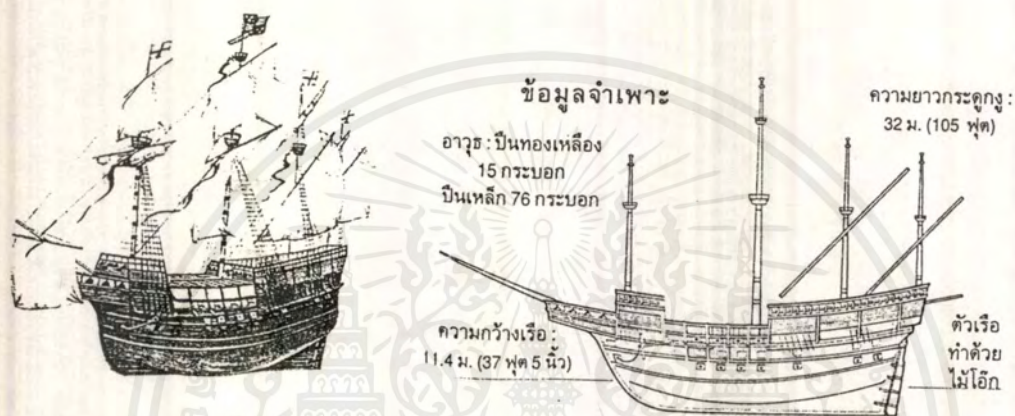 ข้อมูลจำเพาะ
อาวุธ : ปืนทองเหลือง
15 กระบอก
ปืนเหล็ก 76 กระบอก
ความยาวกระดูกงู :
32 ม. (105 ฟุต)
ความกว้างเรือ :
11.4 ม. (37 ฟุต 5 นิ้ว)
ตัวเรือ
ทำด้วย
ไม้โอ๊ก